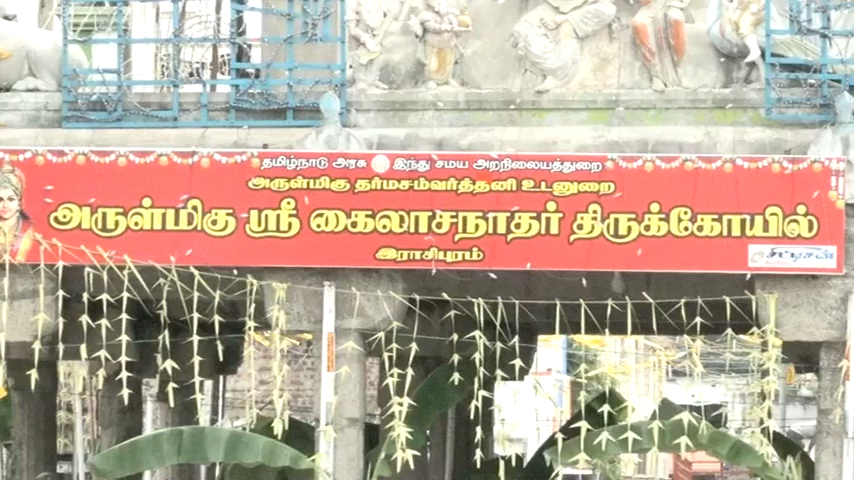 தமிழ்நாடு அரசு இந்து சமய அறநிலையத்துறை
அருள்மிகு தர்மசம்வர்த்தனி உடனுறை
அருள்மிகு ஸ்ரீ கைலாசநாதர் திருக்கோயில்
இராசிபுரம்